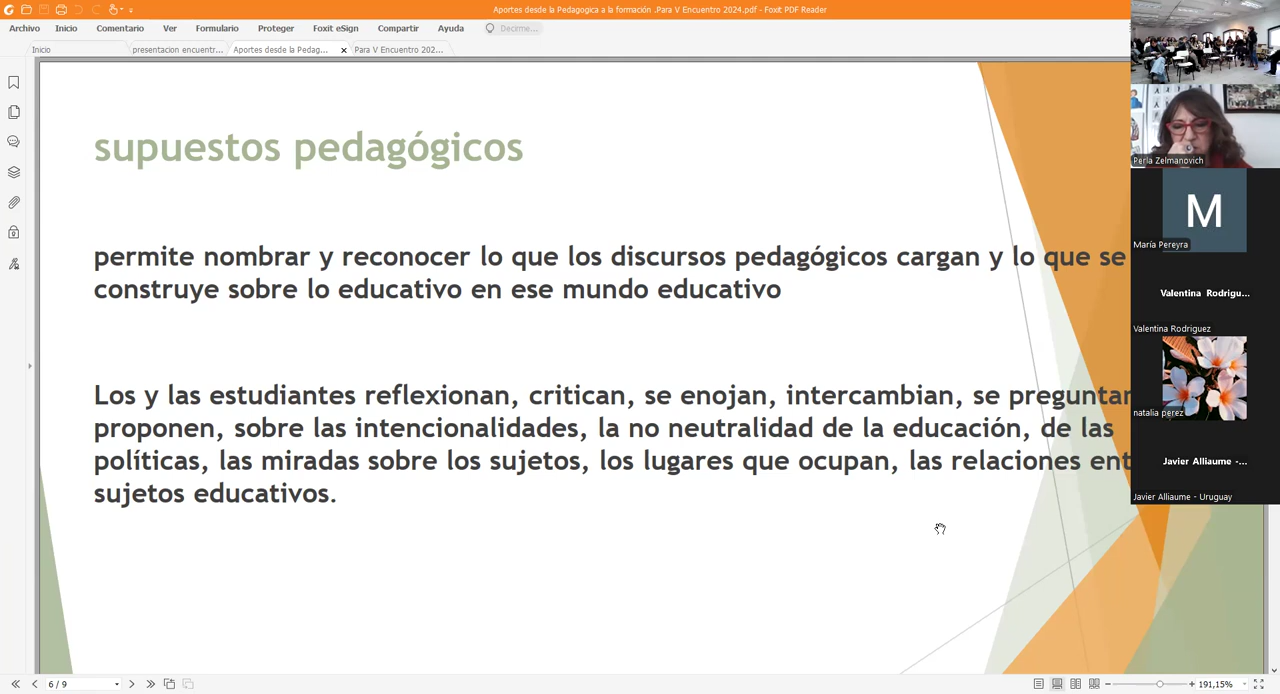 Aportes desde la Pedagogica a la formación .Para V Encuentro 2024.pdf - Foxit PDF Reader
Archivo Inicio Comentario Ver Formulario Proteger Foxit eSign Compartir Ayuda Decirme...
Inicio presentacion encuentr... Aportes desde la Pedag... Para V Encuentro 202...
supuestos pedagógicos
permite nombrar y reconocer lo que los discursos pedagógicos cargan y lo que se
construye sobre lo educativo en ese mundo educativo
Los y las estudiantes reflexionan, critican, se enojan, intercambian, se preguntan
proponen, sobre las intencionalidades, la no neutralidad de la educación, de las
políticas, las miradas sobre los sujetos, los lugares que ocupan, las relaciones ent
sujetos educativos.
Perla Zelmanovich
M
María Pereyra
Valentina Rodrigu...
Valentina Rodriguez
natalia perez
Javier Alliaume -...
Javier Alliaume - Uruguay
6 / 9
191,15%